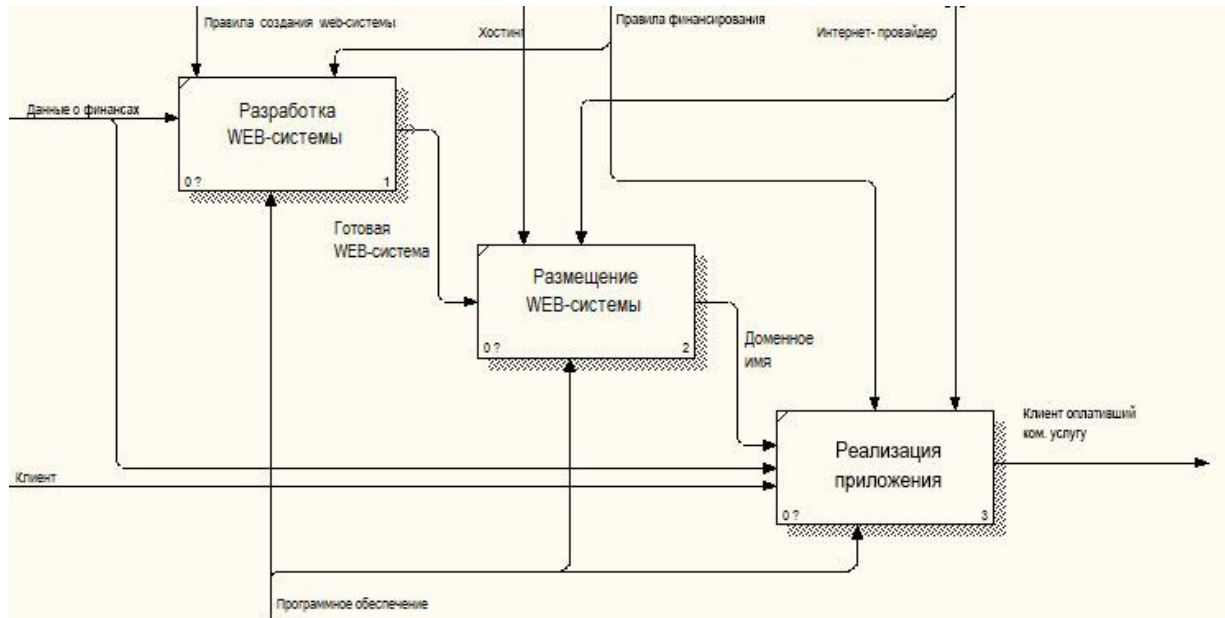 Правила создания web-системы
Хостинг
Правила финансирования
Интернет- провайдер
Данные о финансах
Разработка
WEB-системы
0 ?
1
Готовая
WEB-система
Размещение
WEB-системы
0 ?
2
Доменное
имя
Клиент
Реализация
приложения
0 ?
3
Клиент оплативший
ком. услугу
Программное обеспечение